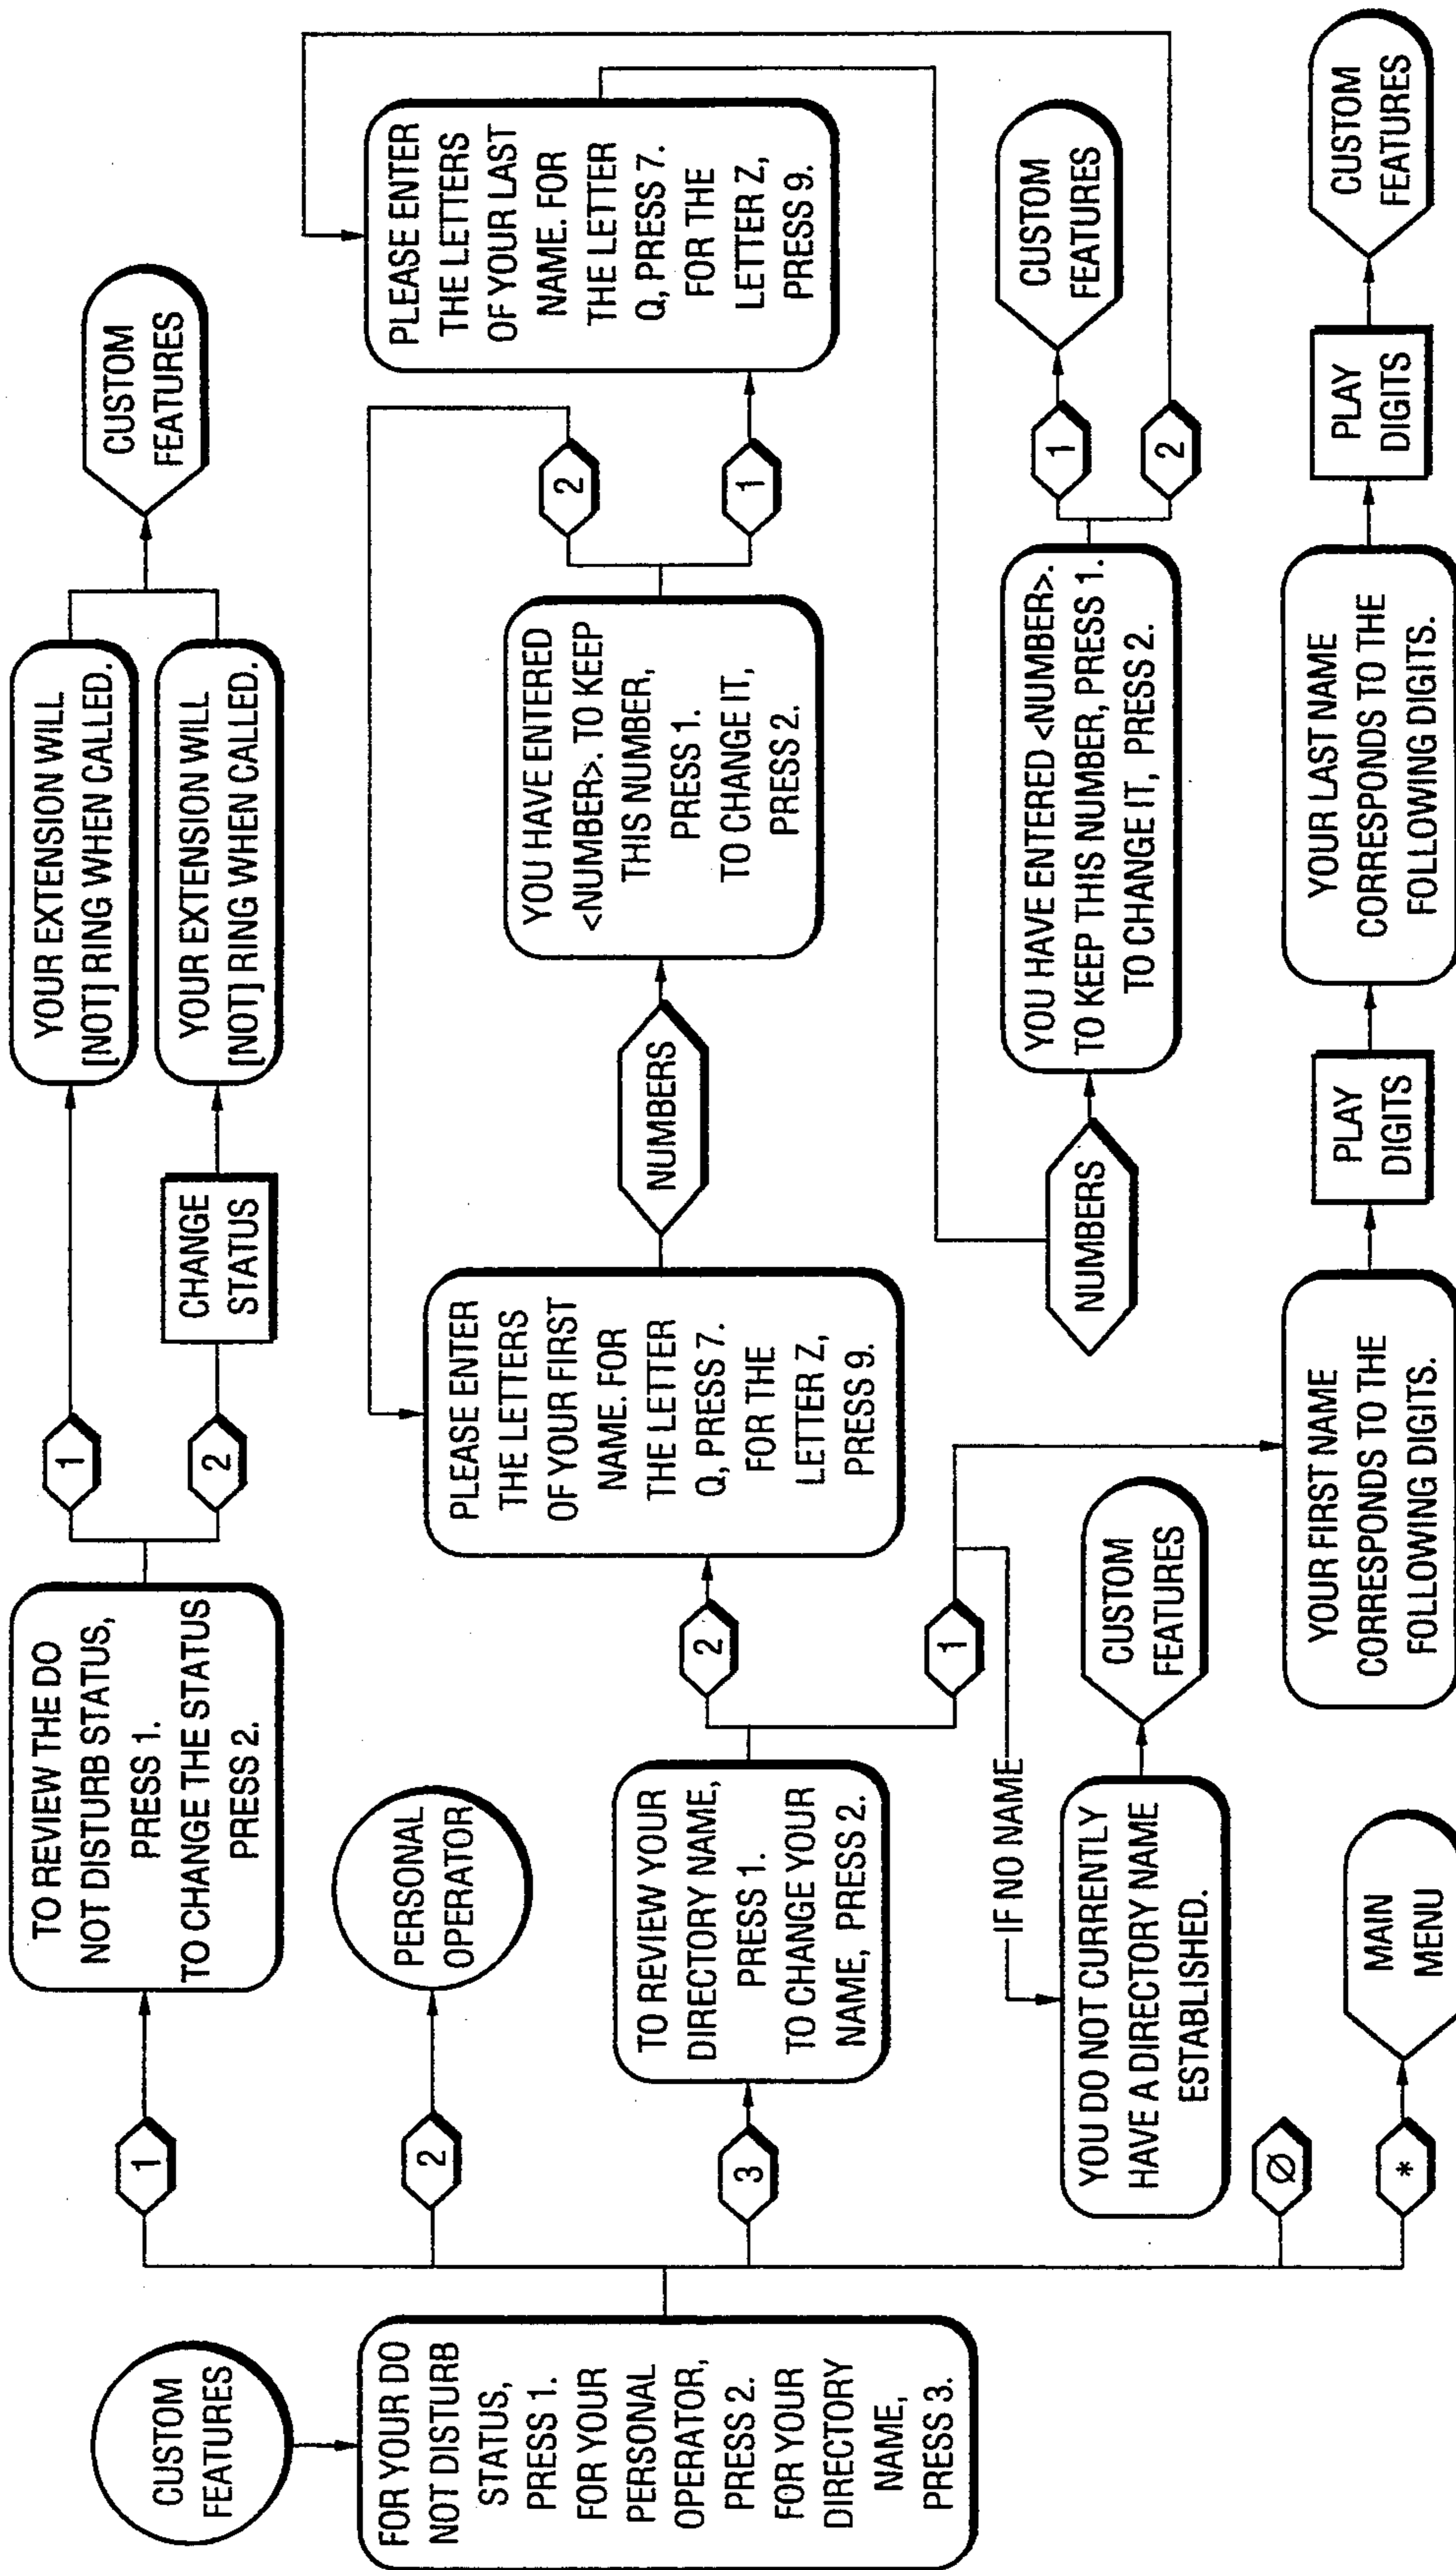 CUSTOM
FEATURES
FOR YOUR DO
NOT DISTURB
STATUS,
PRESS 1.
FOR YOUR
PERSONAL
OPERATOR,
PRESS 2.
FOR YOUR
DIRECTORY
NAME,
PRESS 3.
1
TO REVIEW THE DO
NOT DISTURB STATUS,
PRESS 1.
TO CHANGE THE STATUS
PRESS 2.
1
YOUR EXTENSION WILL
[NOT] RING WHEN CALLED.
2
CHANGE
STATUS
YOUR EXTENSION WILL
[NOT] RING WHEN CALLED.
CUSTOM
FEATURES
2
PERSONAL
OPERATOR
3
TO REVIEW YOUR
DIRECTORY NAME,
PRESS 1.
TO CHANGE YOUR
NAME, PRESS 2.
2
PLEASE ENTER
THE LETTERS
OF YOUR FIRST
NAME. FOR
THE LETTER
Q, PRESS 7.
FOR THE
LETTER Z,
PRESS 9.
NUMBERS
YOU HAVE ENTERED
<NUMBER>. TO KEEP
THIS NUMBER,
PRESS 1.
TO CHANGE IT,
PRESS 2.
2
1
PLEASE ENTER
THE LETTERS
OF YOUR LAST
NAME. FOR
THE LETTER
Q, PRESS 7.
FOR THE
LETTER Z,
PRESS 9.
NUMBERS
YOU HAVE ENTERED <NUMBER>.
TO KEEP THIS NUMBER, PRESS 1.
TO CHANGE IT, PRESS 2.
1
CUSTOM
FEATURES
2
1
IF NO NAME
YOU DO NOT CURRENTLY
HAVE A DIRECTORY NAME
ESTABLISHED.
CUSTOM
FEATURES
YOUR FIRST NAME
CORRESPONDS TO THE
FOLLOWING DIGITS.
PLAY
DIGITS
YOUR LAST NAME
CORRESPONDS TO THE
FOLLOWING DIGITS.
PLAY
DIGITS
CUSTOM
FEATURES
Ø
*
MAIN
MENU